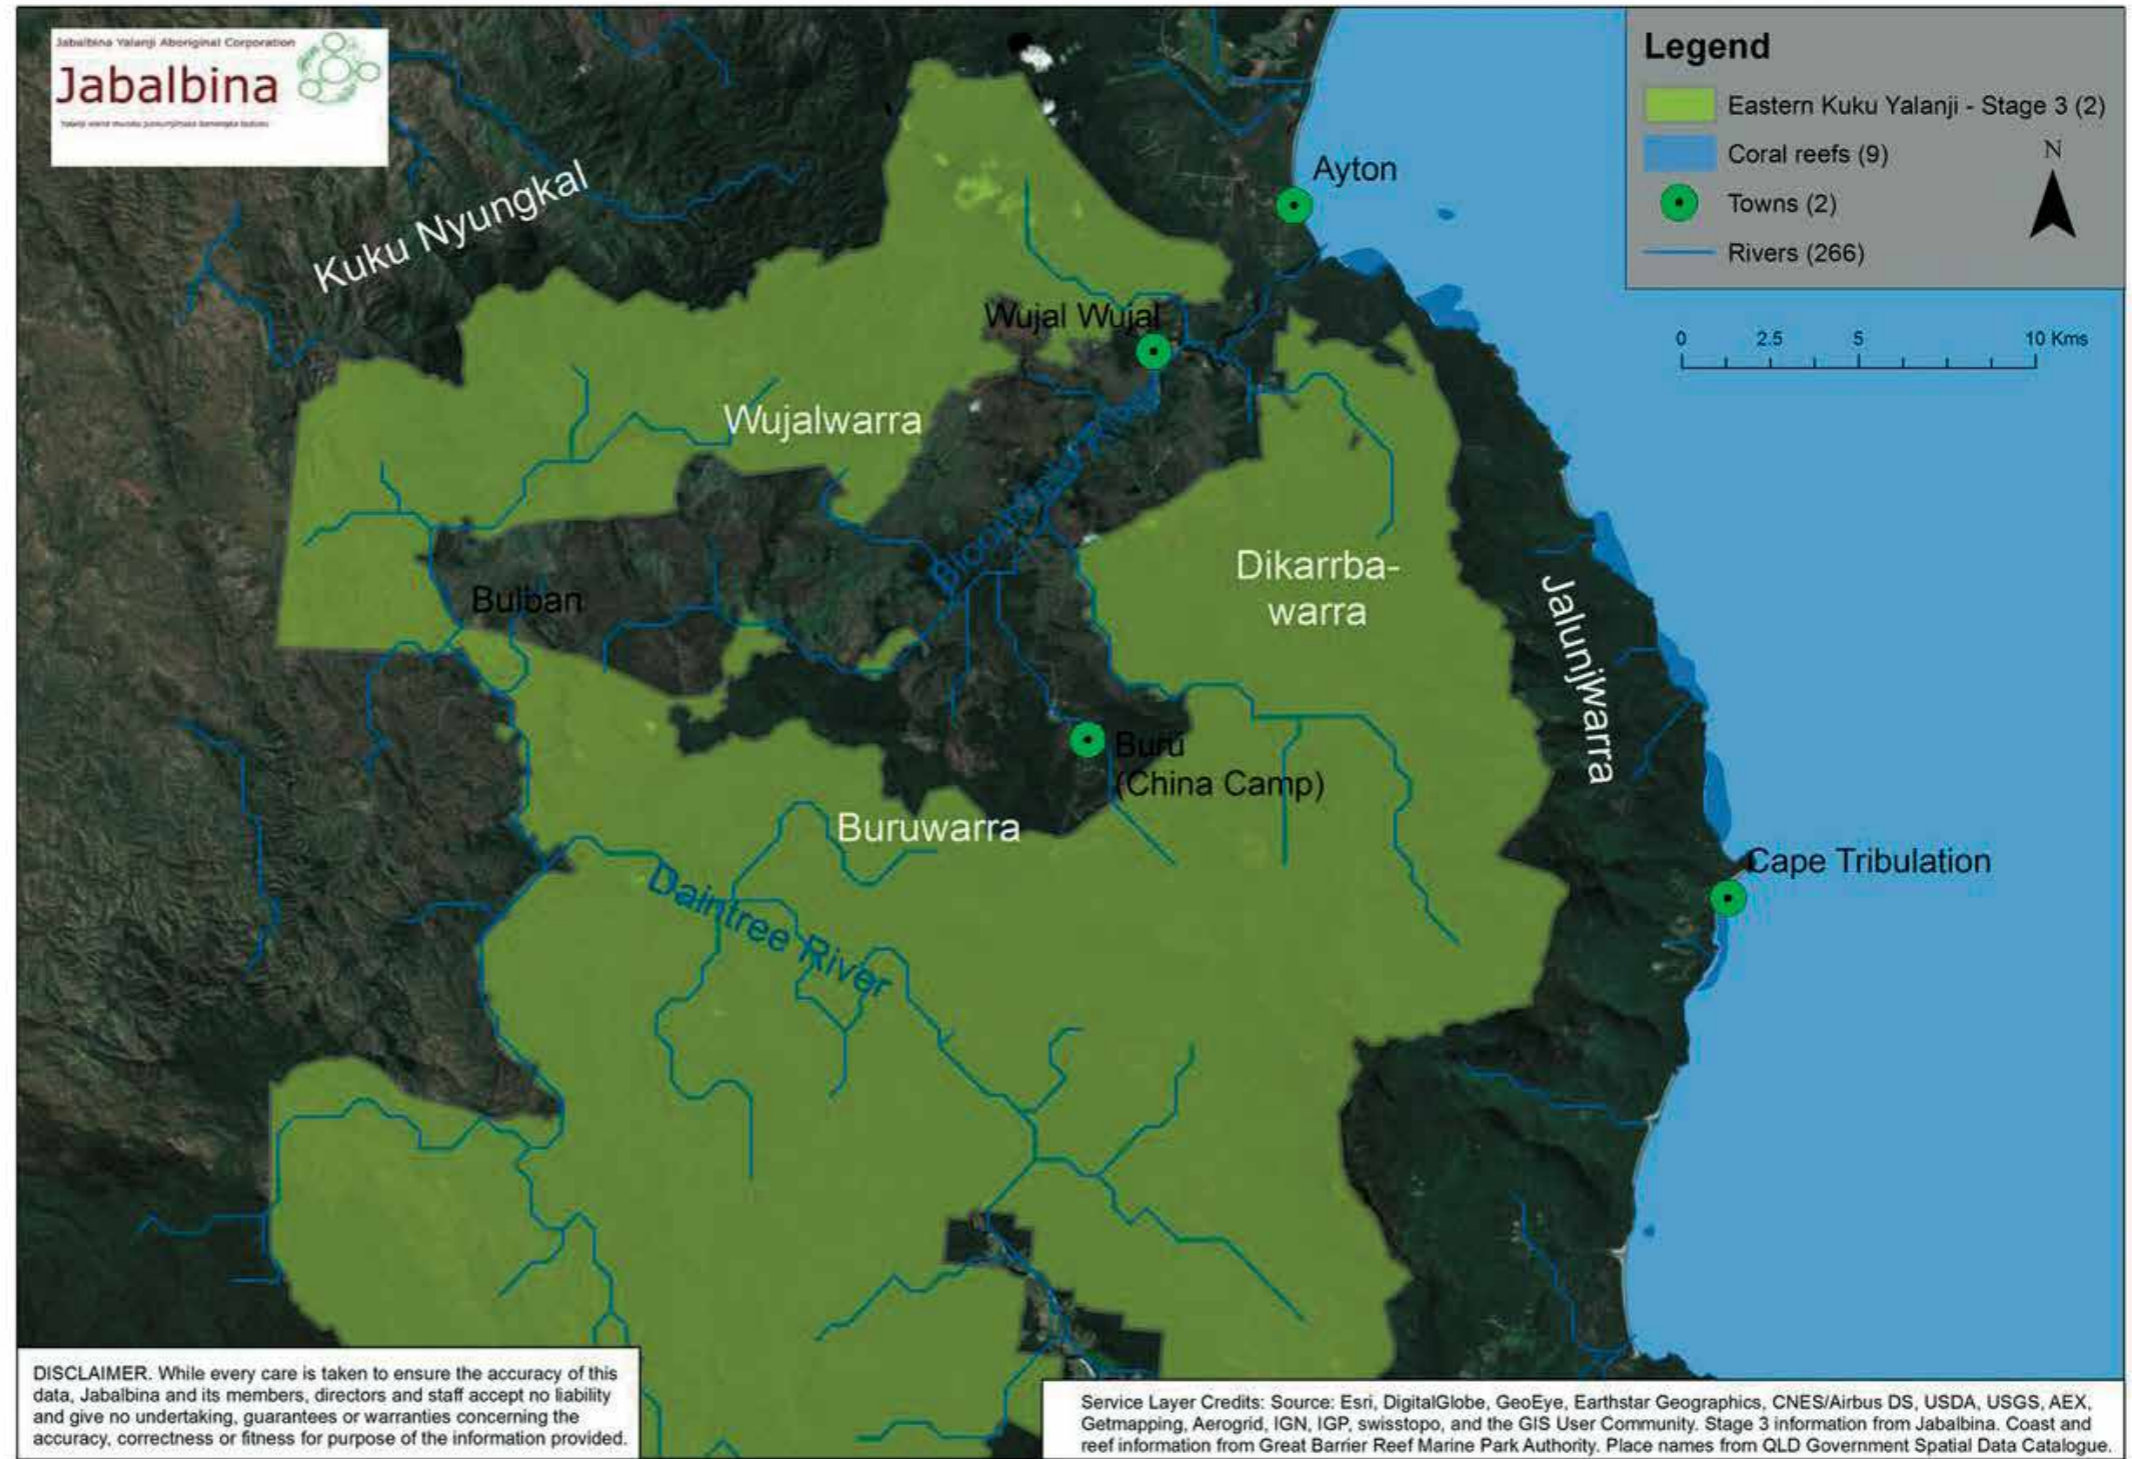 Jabalbina Yalanji Aboriginal Corporation
Jabalbina
Legend
Eastern Kuku Yalanji - Stage 3 (2)
Coral reefs (9)
Towns (2)
Rivers (266)
N
0 2.5 5 10 Kms
Ayton
Kuku Nyungkal
Wujal Wujal
Wujalwarra
Bloomfield River
Dikarrba-
warra
Jalunjiwarra
Bulban
Buru
(China Camp)
Buruwarra
Cape Tribulation
Daintree River
DISCLAIMER. While every care is taken to ensure the accuracy of this
data, Jabalbina and its members, directors and staff accept no liability
and give no undertaking, guarantees or warranties concerning the
accuracy, correctness or fitness for purpose of the information provided.
Service Layer Credits: Source: Esri, DigitalGlobe, GeoEye, Earthstar Geographics, CNES/Airbus DS, USDA, USGS, AEX,
Getmapping, Aerogrid, IGN, IGP, swisstopo, and the GIS User Community. Stage 3 information from Jabalbina. Coast and
reef information from Great Barrier Reef Marine Park Authority. Place names from QLD Government Spatial Data Catalogue.